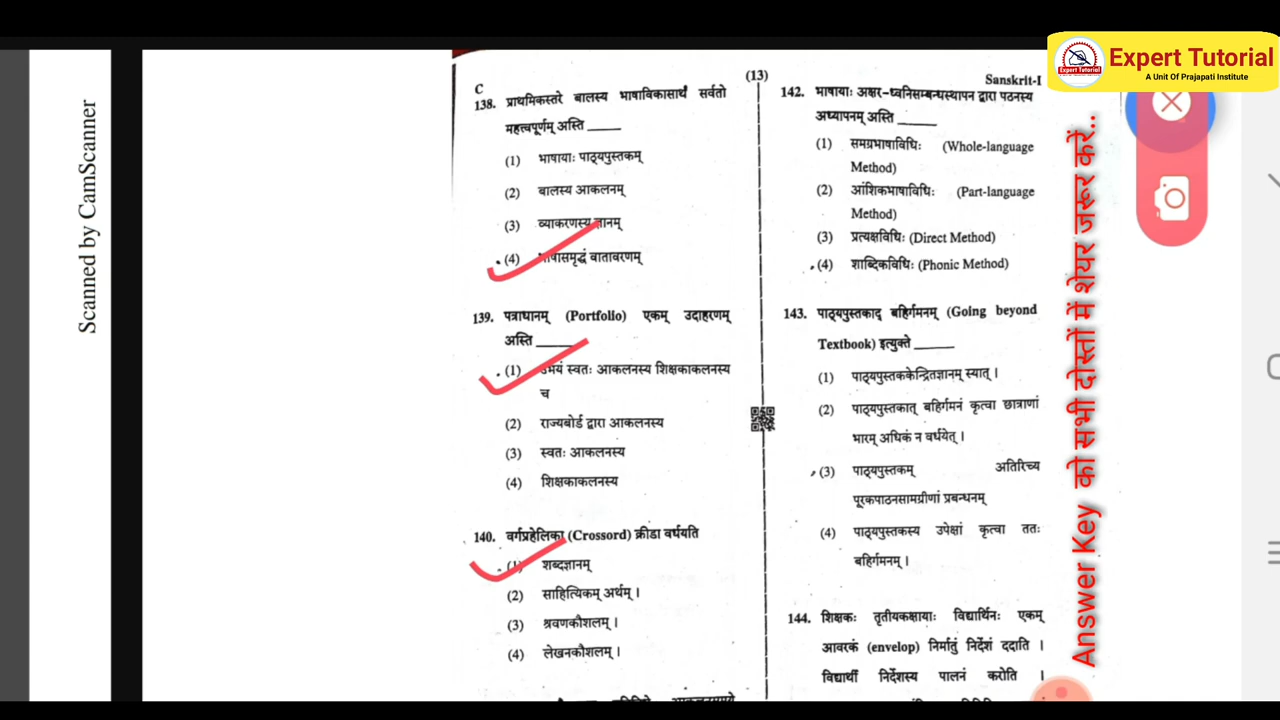 Expert Tutorial
Expert Tutorial
A Unit Of Prajapati Institute
Scanned by CamScanner
C
(13)
Sanskrit-I
138. प्राथमिकस्तरे बालस्य भाषाविकासार्थं सर्वतो
महत्त्वपूर्णम् अस्ति _____
(1) भाषायाः पाठ्यपुस्तकम्
(2) बालस्य आकलनम्
(3) व्याकरणस्य ज्ञानम्
(4) भाषासमृद्धं वातावरणम्
139. पत्राधानम् (Portfolio) एकम् उदाहरणम्
अस्ति _____
(1) उभयं स्वतः आकलनस्य शिक्षकाकलनस्य
च
(2) राज्यबोर्ड द्वारा आकलनस्य
(3) स्वतः आकलनस्य
(4) शिक्षकाकलनस्य
140. वर्गप्रहेलिका (Crossord) क्रीडा वर्धयति
(1) शब्दज्ञानम्
(2) साहित्यिकम् अर्थम् ।
(3) श्रवणकौशलम् ।
(4) लेखनकौशलम् ।
142. भाषायाः अक्षर-ध्वनिसम्बन्धस्थापन द्वारा पठनस्य
अध्यापनम् अस्ति _____
(1) समग्रभाषाविधिः (Whole-language
Method)
(2) आंशिकभाषाविधिः (Part-language
Method)
(3) प्रत्यक्षविधिः (Direct Method)
(4) शाब्दिकविधिः (Phonic Method)
143. पाठ्यपुस्तकाद् बहिर्गमनम् (Going beyond
Textbook) इत्युक्ते _____
(1) पाठ्यपुस्तककेन्द्रितज्ञानम् स्यात् ।
(2) पाठ्यपुस्तकात् बहिर्गमनं कृत्वा छात्राणां
भारम् अधिकं न वर्धयेत् ।
(3) पाठ्यपुस्तकम् अतिरिच्य
पूरकपाठनसामग्रीणां प्रबन्धनम्
(4) पाठ्यपुस्तकस्य उपेक्षां कृत्वा ततः
बहिर्गमनम् ।
144. शिक्षकः तृतीयकक्षायाः विद्यार्थिनः एकम्
आवरकं (envelop) निर्मातुं निर्देशं ददाति ।
विद्यार्थी निर्देशस्य पालनं करोति ।
Answer Key को सभी दोस्तों में शेयर जरूर करें..